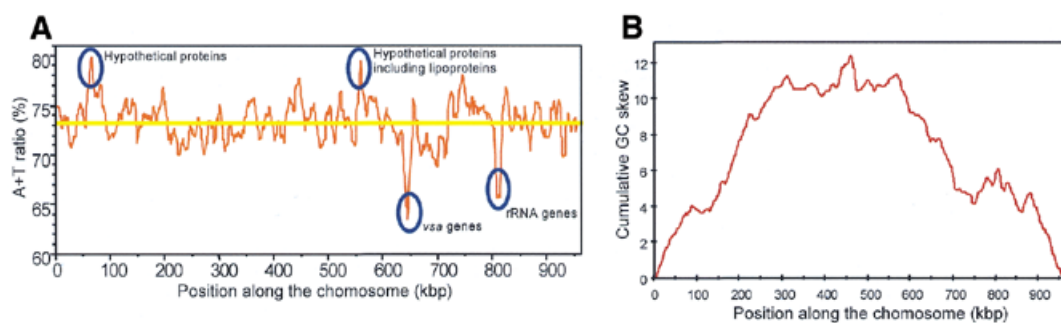 A
80
75
70
65
60
A+T ratio (%)
Hypothetical proteins
Hypothetical proteins
including lipoproteins
vsa genes
rRNA genes
0 100 200 300 400 500 600 700 800 900
Position along the chomosome (kbp)
B
12
10
8
6
4
2
0
Cumulative GC skew
0 100 200 300 400 500 600 700 800 900
Position along the chromosome (kbp)